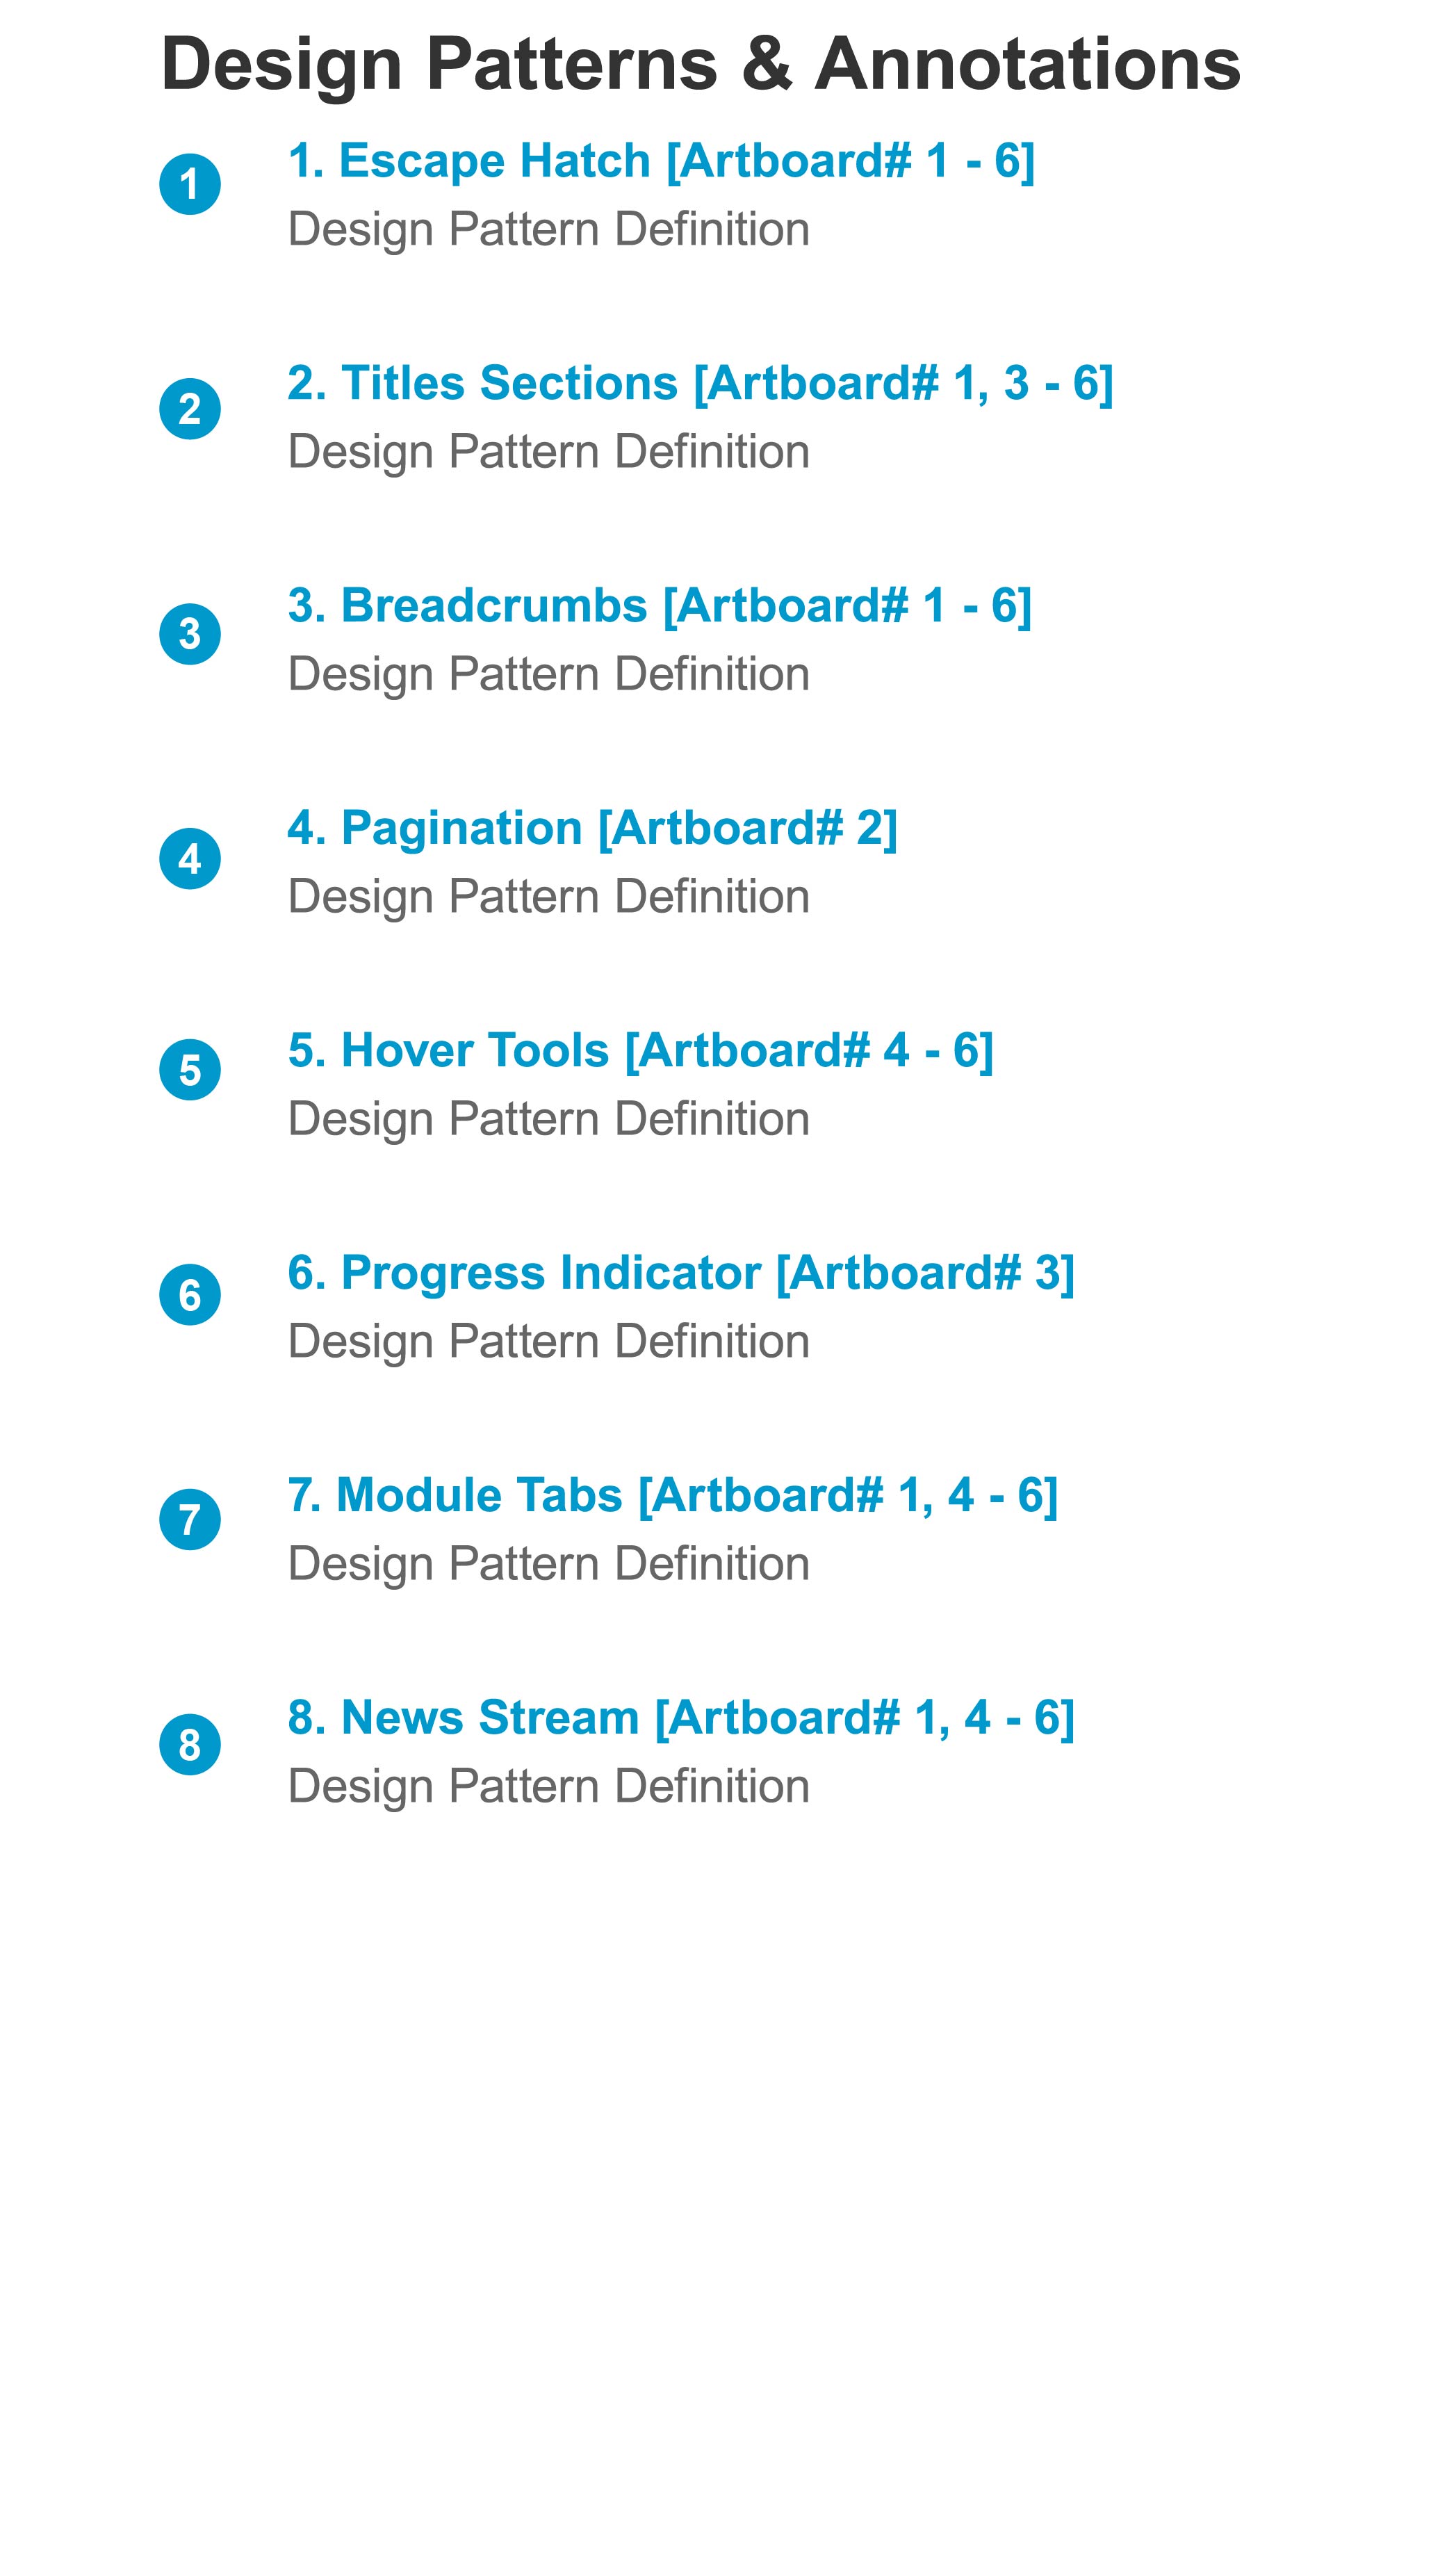 Design Patterns & Annotations
1
1. Escape Hatch [Artboard# 1 - 6]
Design Pattern Definition
2
2. Titles Sections [Artboard# 1, 3 - 6]
Design Pattern Definition
3
3. Breadcrumbs [Artboard# 1 - 6]
Design Pattern Definition
4
4. Pagination [Artboard# 2]
Design Pattern Definition
5
5. Hover Tools [Artboard# 4 - 6]
Design Pattern Definition
6
6. Progress Indicator [Artboard# 3]
Design Pattern Definition
7
7. Module Tabs [Artboard# 1, 4 - 6]
Design Pattern Definition
8
8. News Stream [Artboard# 1, 4 - 6]
Design Pattern Definition